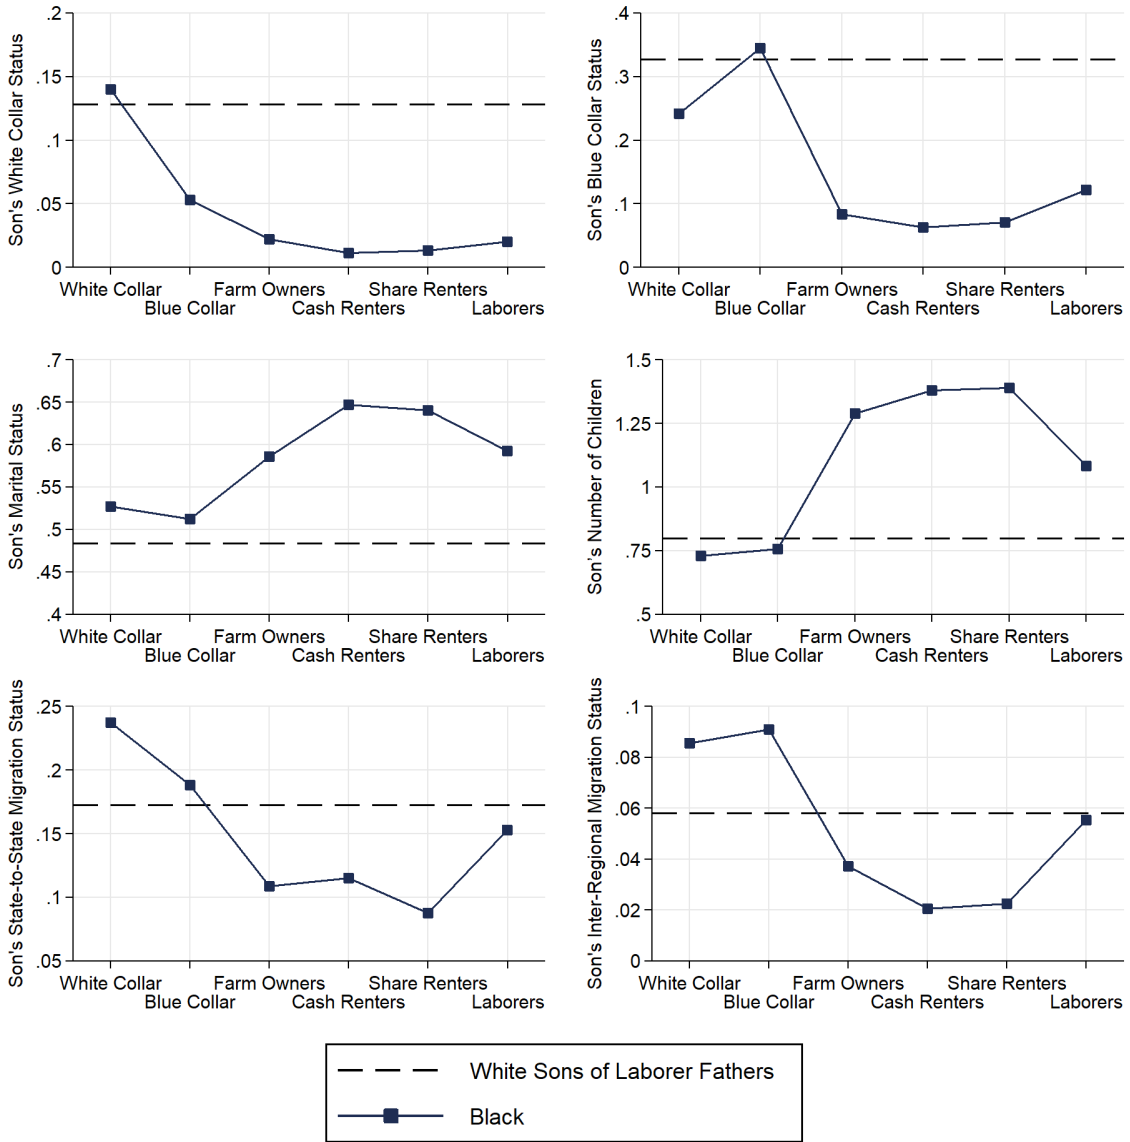 Son's White Collar Status
.2
.15
.1
.05
0
White Collar Farm Owners Share Renters
Blue Collar Cash Renters Laborers
Son's Blue Collar Status
.4
.3
.2
.1
0
White Collar Farm Owners Share Renters
Blue Collar Cash Renters Laborers
Son's Marital Status
.7
.65
.6
.55
.5
.45
.4
White Collar Farm Owners Share Renters
Blue Collar Cash Renters Laborers
Son's Number of Children
1.5
1.25
1
.75
.5
White Collar Farm Owners Share Renters
Blue Collar Cash Renters Laborers
Son's State-to-State Migration Status
.25
.2
.15
.1
.05
White Collar Farm Owners Share Renters
Blue Collar Cash Renters Laborers
Son's Inter-Regional Migration Status
.1
.08
.06
.04
.02
0
White Collar Farm Owners Share Renters
Blue Collar Cash Renters Laborers
White Sons of Laborer Fathers
Black